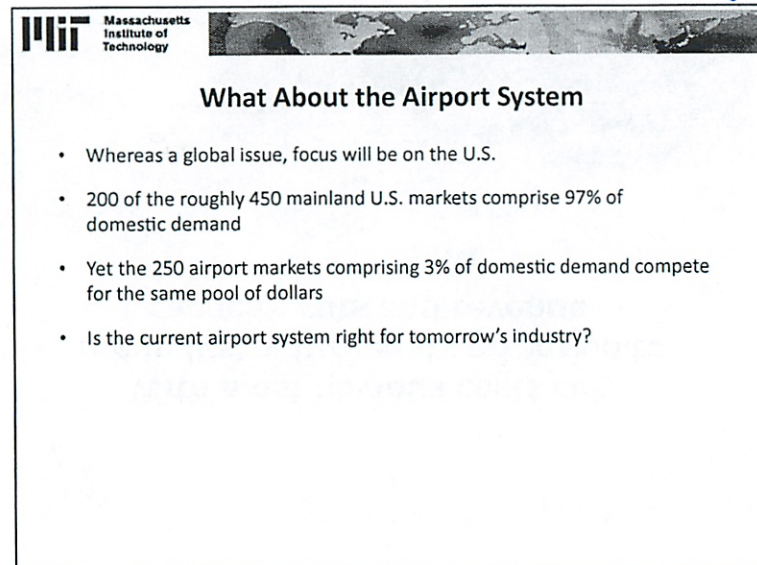 Massachusetts
Institute of
Technology
What About the Airport System
• Whereas a global issue, focus will be on the U.S.
• 200 of the roughly 450 mainland U.S. markets comprise 97% of
domestic demand
• Yet the 250 airport markets comprising 3% of domestic demand compete
for the same pool of dollars
• Is the current airport system right for tomorrow's industry?